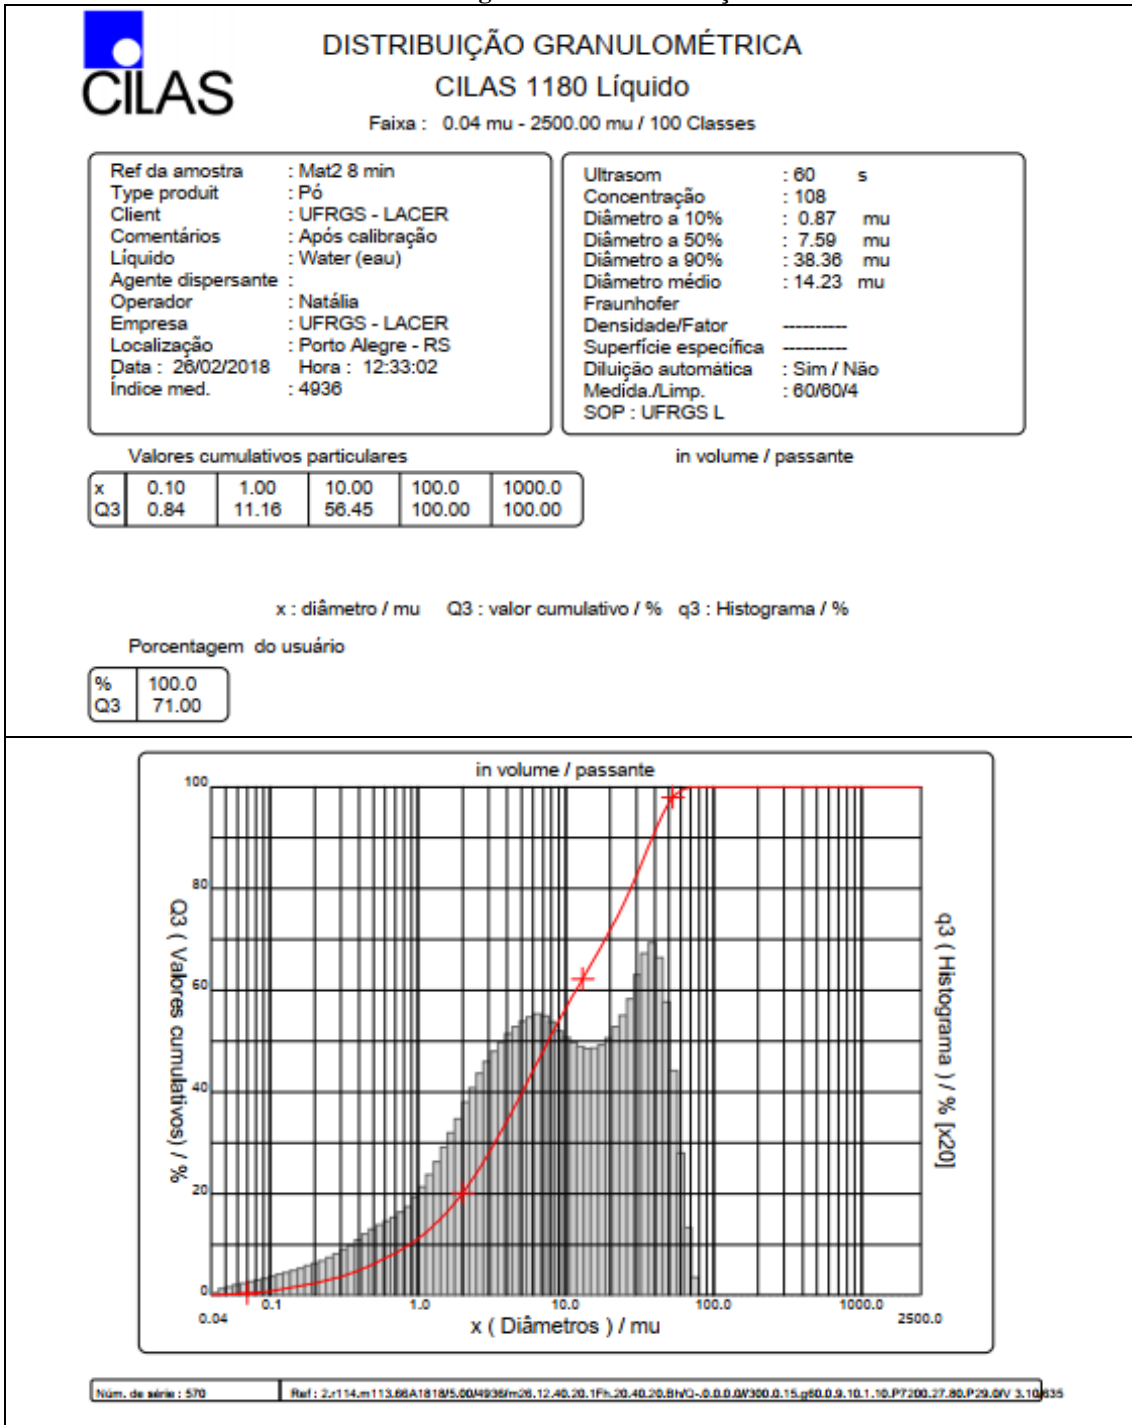 CILAS
DISTRIBUIÇÃO GRANULOMÉTRICA
CILAS 1180 Líquido
Faixa : 0.04 mu - 2500.00 mu / 100 Classes
Ref da amostra : Mat2 8 min
Type produit : Pó
Client : UFRGS - LACER
Comentários : Após calibração
Líquido : Water (eau)
Agente dispersante :
Operador : Natália
Empresa : UFRGS - LACER
Localização : Porto Alegre - RS
Data : 26/02/2018 Hora : 12:33:02
Índice med. : 4936
Ultrasom : 60 s
Concentração : 108
Diâmetro a 10% : 0.87 mu
Diâmetro a 50% : 7.59 mu
Diâmetro a 90% : 38.36 mu
Diâmetro médio : 14.23 mu
Fraunhofer
Densidade/Fator ----------
Superfície específica ----------
Diluição automática : Sim / Não
Medida./Limp. : 60/60/4
SOP : UFRGS L
Valores cumulativos particulares
in volume / passante
x 0.10 1.00 10.00 100.0 1000.0
Q3 0.84 11.16 56.45 100.00 100.00
x : diâmetro / mu Q3 : valor cumulativo / % q3 : Histograma / %
Porcentagem do usuário
% 100.0
Q3 71.00
in volume / passante
100
80
60
40
20
0
Q3 ( Valores cumulativos) / %
q3 ( Histograma ) / % [x20]
0.04 0.1 1.0 10.0 100.0 1000.0 2500.0
x ( Diâmetros ) / mu
Núm. de série : 570